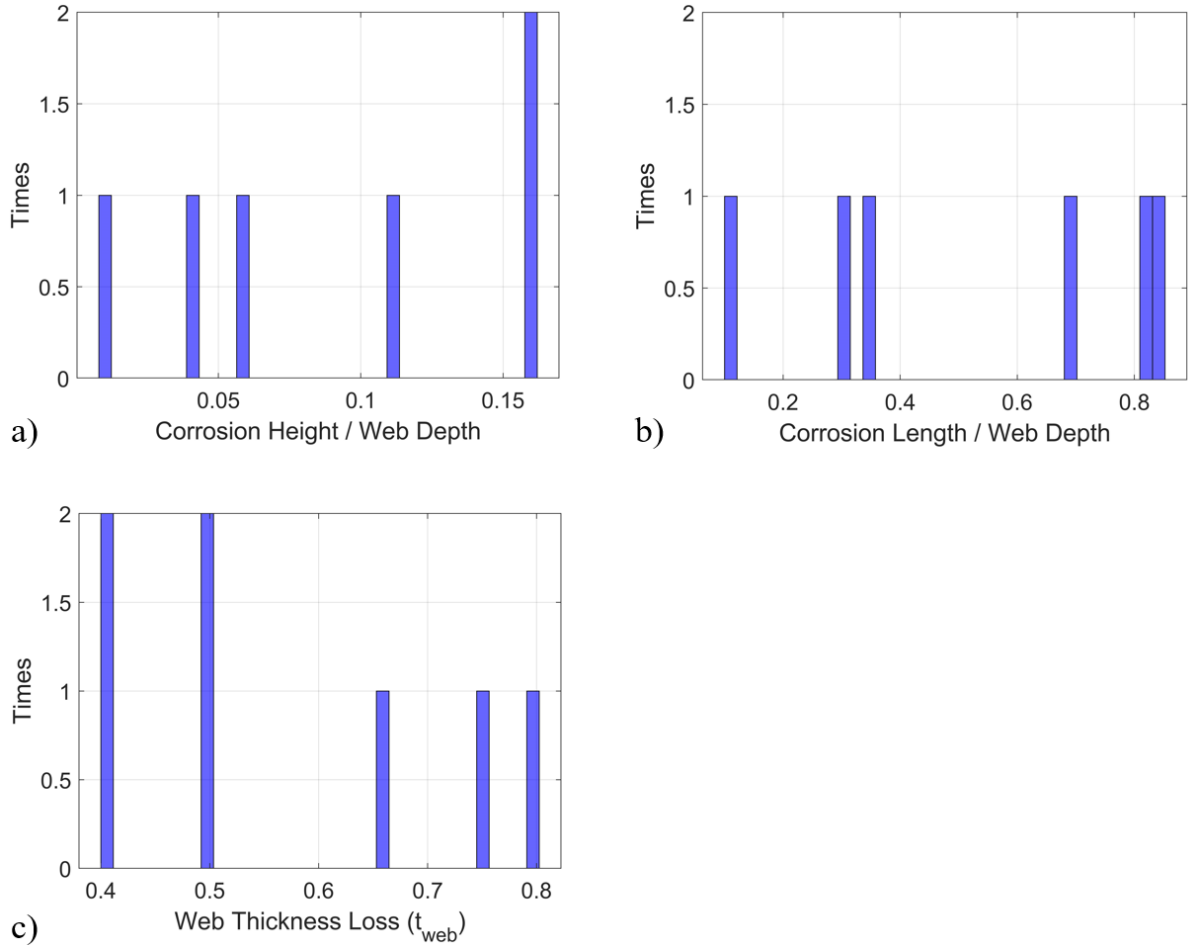 2
1.5
1
0.5
0
Times
0.05 0.1 0.15
Corrosion Height / Web Depth
a)
2
1.5
1
0.5
0
Times
0.2 0.4 0.6 0.8
Corrosion Length / Web Depth
b)
2
1.5
1
0.5
0
Times
0.4 0.5 0.6 0.7 0.8
Web Thickness Loss (t_web)
c)